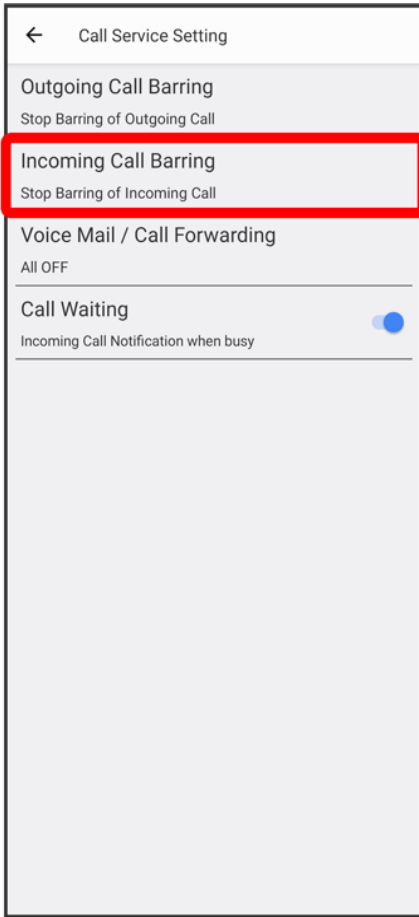 Call Service Setting
Outgoing Call Barring
Stop Barring of Outgoing Call
Incoming Call Barring
Stop Barring of Incoming Call
Voice Mail / Call Forwarding
All OFF
Call Waiting
Incoming Call Notification when busy